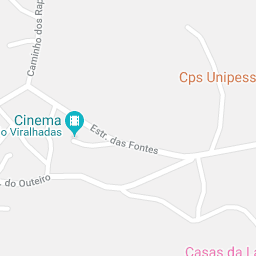 Caminho dos Rap
Cps Unipess
Cinema
o Viralhadas
Estr. das Fontes
. do Outeiro
Casas da La